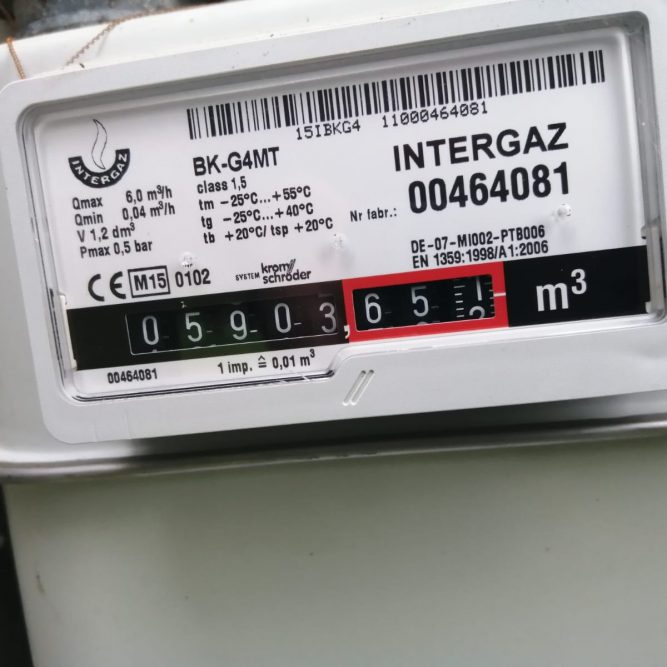 15IBKG4 11000464081
INTERGAZ
BK-G4MT
class 1,5
tm −25°C...+55°C
tg −25°C...+40°C
tb +20°C/ tsp +20°C
Qmax 6,0 m³/h
Qmin 0,04 m³/h
V 1,2 dm³
Pmax 0,5 bar
INTERGAZ
00464081
Nr fabr.:
DE-07-MI002-PTB006
EN 1359:1998/A1:2006
CE M15 0102
SYSTEM kromschröder
05903,651 m³
00464081
1 imp. ≙ 0,01 m³